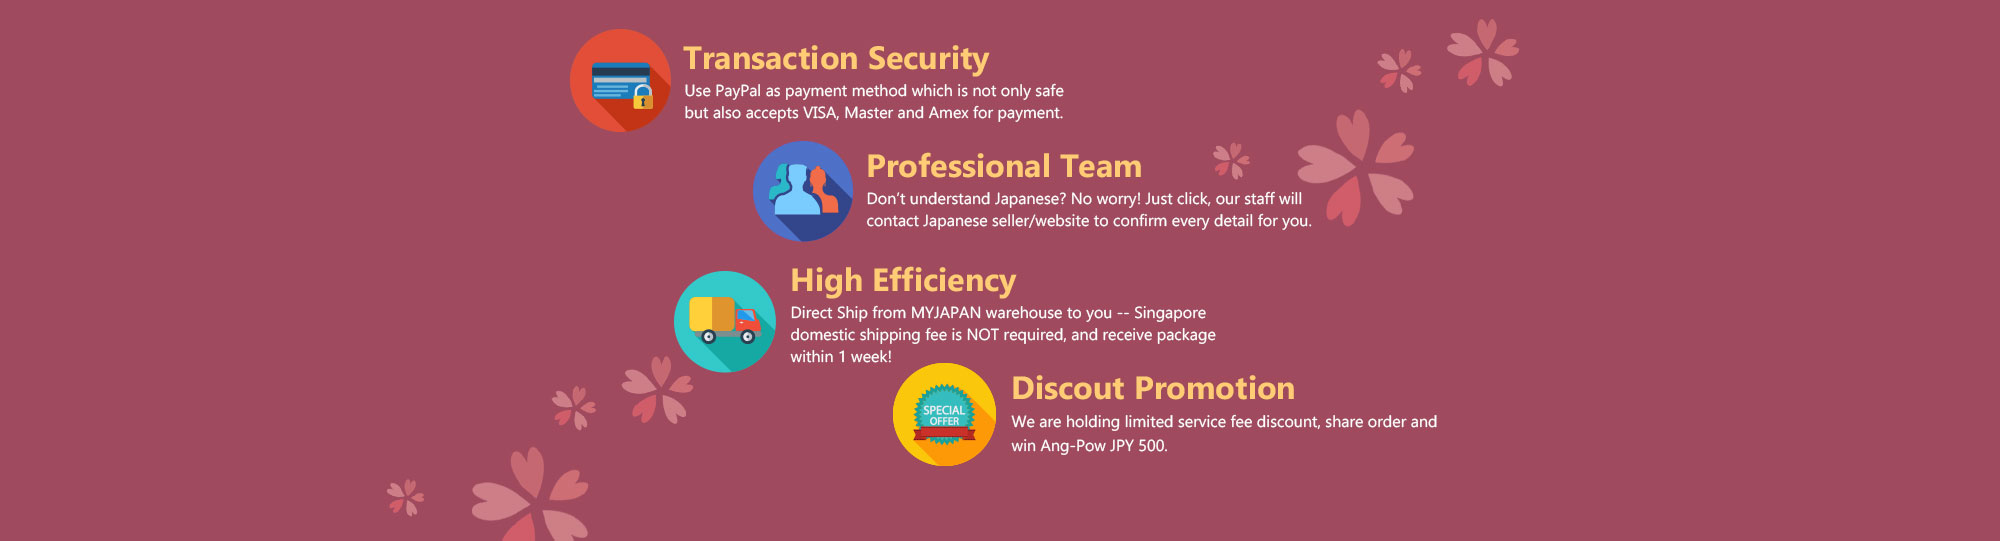 Transaction Security
Use PayPal as payment method which is not only safe
but also accepts VISA, Master and Amex for payment.
Professional Team
Don't understand Japanese? No worry! Just click, our staff will
contact Japanese seller/website to confirm every detail for you.
High Efficiency
Direct Ship from MYJAPAN warehouse to you -- Singapore
domestic shipping fee is NOT required, and receive package
within 1 week!
SPECIAL
OFFER
Discout Promotion
We are holding limited service fee discount, share order and
win Ang-Pow JPY 500.